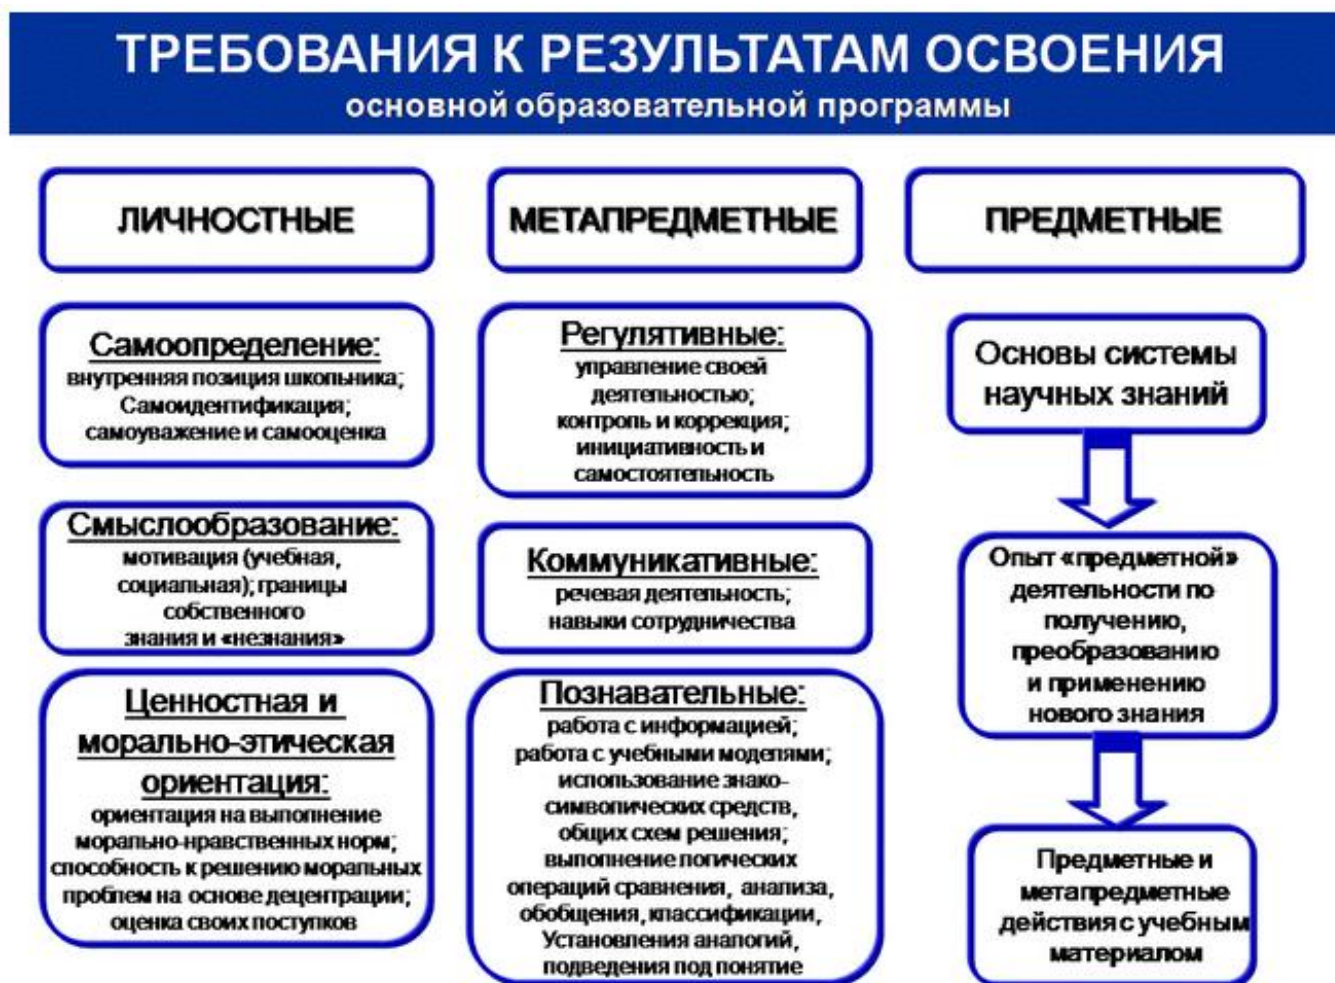 ТРЕБОВАНИЯ К РЕЗУЛЬТАТАМ ОСВОЕНИЯ
основной образовательной программы
ЛИЧНОСТНЫЕ
Самоопределение:
внутренняя позиция школьника;
Самоидентификация;
самоуважение и самооценка
Смыслообразование:
мотивация (учебная,
социальная); границы
собственного
знания и «незнания»
Ценностная и
морально-этическая
ориентация:
ориентация на выполнение
морально-нравственных норм;
способность к решению моральных
проблем на основе децентрации;
оценка своих поступков
МЕТАПРЕДМЕТНЫЕ
Регулятивные:
управление своей
деятельностью;
контроль и коррекция;
инициативность и
самостоятельность
Коммуникативные:
речевая деятельность;
навыки сотрудничества
Познавательные:
работа с информацией;
работа с учебными моделями;
использование знако-
символических средств,
общих схем решения;
выполнение логических
операций сравнения, анализа,
обобщения, классификации,
Установления аналогий,
подведения под понятие
ПРЕДМЕТНЫЕ
Основы системы
научных знаний
Опыт «предметной»
деятельности по
получению,
преобразованию
и применению
нового знания
Предметные и
метапредметные
действия с учебным
материалом